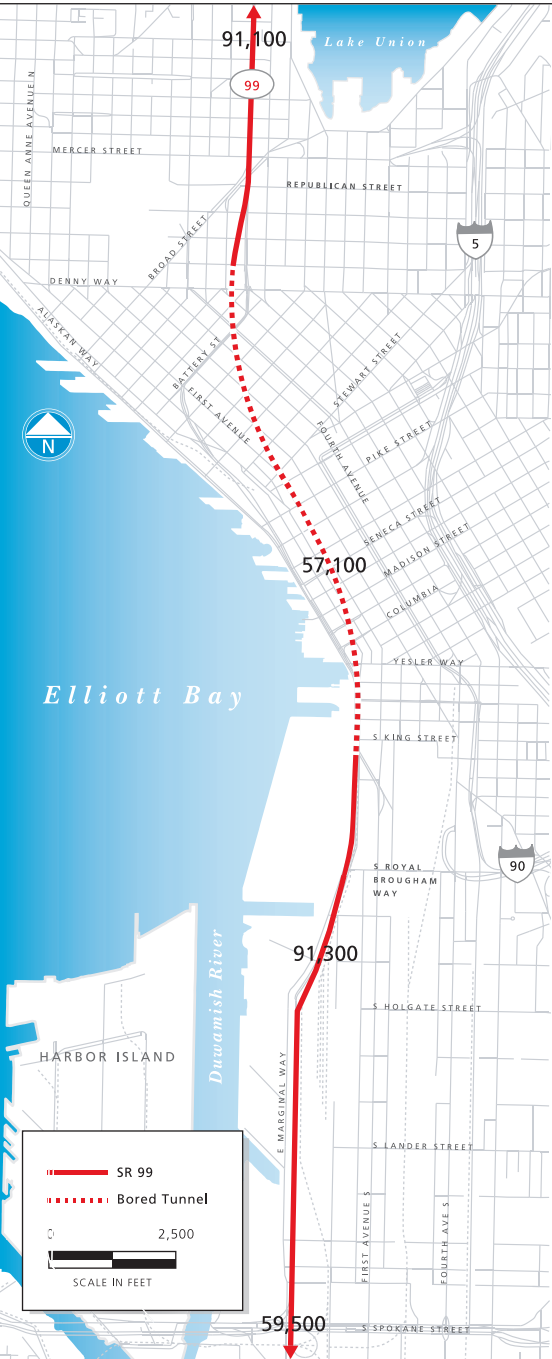 91,100
Lake Union
99
QUEEN ANNE AVENUE N
MERCER STREET
REPUBLICAN STREET
BROAD STREET
5
DENNY WAY
ALASKAN WAY
BATTERY ST
STEWART STREET
FIRST AVENUE
N
FOURTH AVENUE
PIKE STREET
SENECA STREET
57,100
MADISON STREET
COLUMBIA
YESLER WAY
Elliott Bay
S KING STREET
S ROYAL
BROUGHAM
WAY
90
91,300
Duwamish River
S HOLGATE STREET
HARBOR ISLAND
E MARGINAL WAY
S LANDER STREET
SR 99
Bored Tunnel
0 2,500
SCALE IN FEET
FIRST AVENUE S
FOURTH AVE S
59,500
S SPOKANE STREET